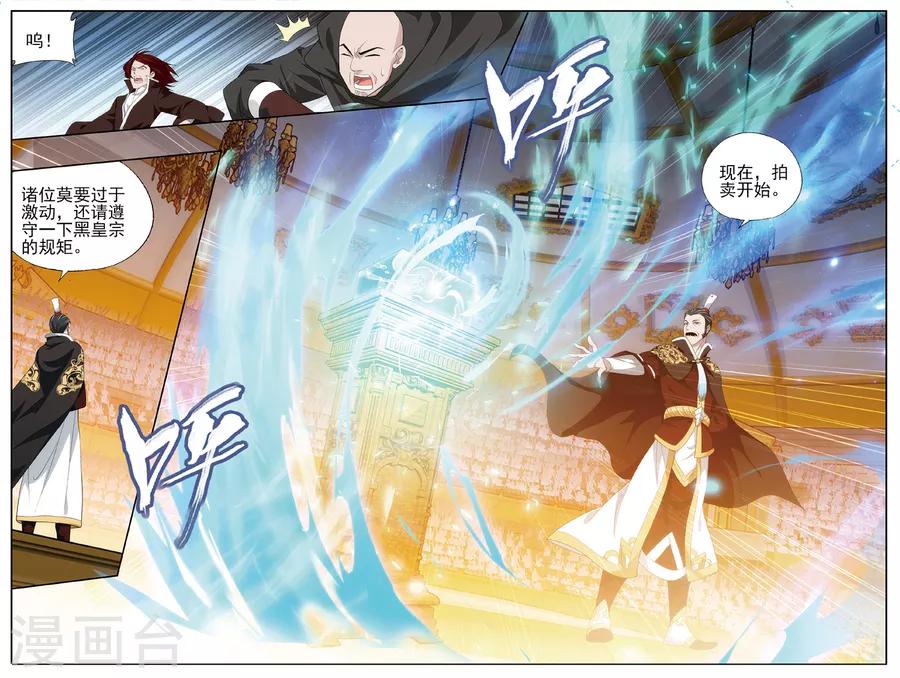 呜！
诸位莫要过于
激动，还请遵
守一下黑皇宗
的规矩。
呼
呼
现在，拍
卖开始。
漫画台